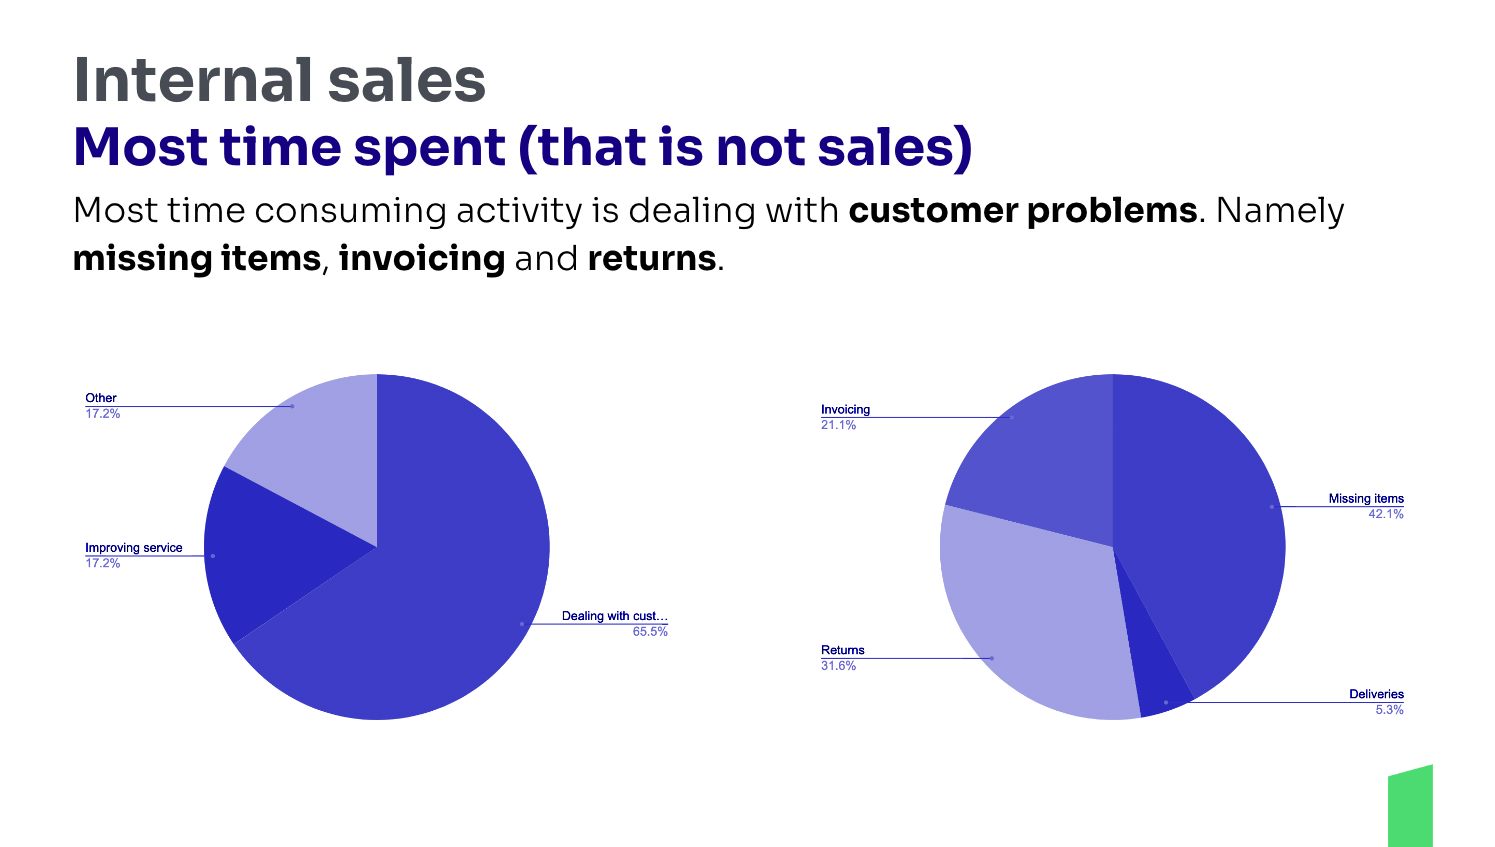 Internal sales
Most time spent (that is not sales)
Most time consuming activity is dealing with customer problems. Namely
missing items, invoicing and returns.
Other
17.2%
Improving service
17.2%
Dealing with cust...
65.5%
Invoicing
21.1%
Missing items
42.1%
Returns
31.6%
Deliveries
5.3%